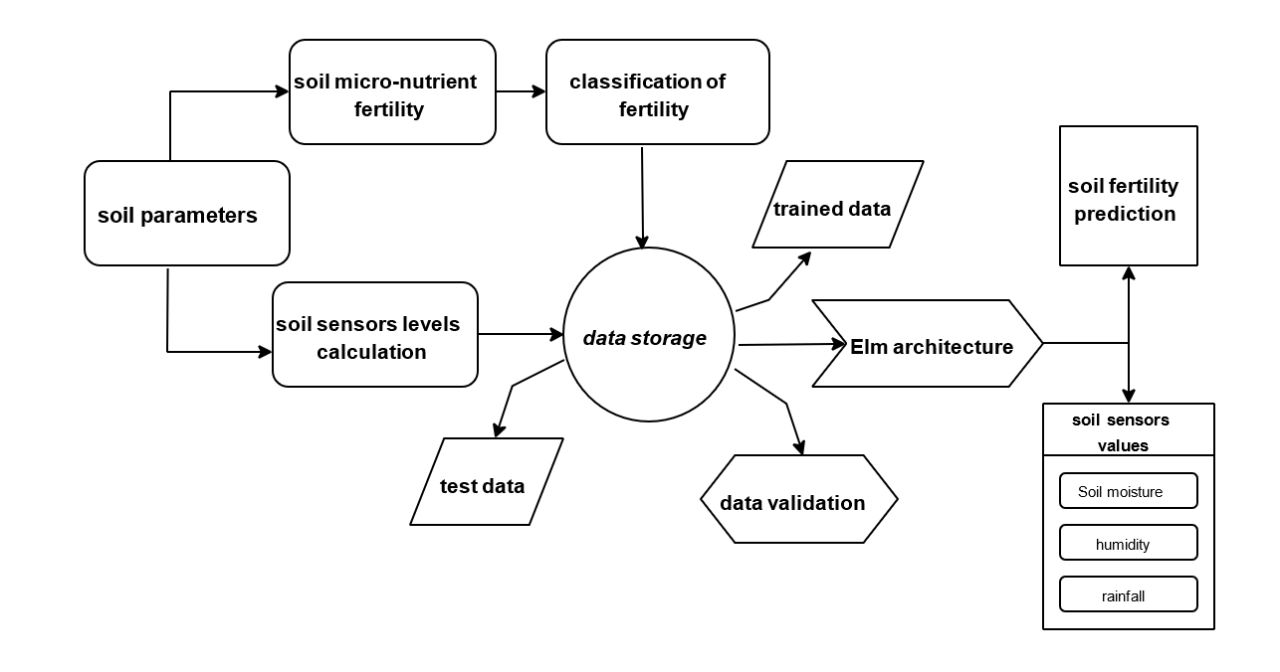 soil micro-nutrient
fertility
classification of
fertility
soil parameters
trained data
soil fertility
prediction
soil sensors levels
calculation
data storage
Elm architecture
test data
data validation
soil sensors
values
Soil moisture
humidity
rainfall